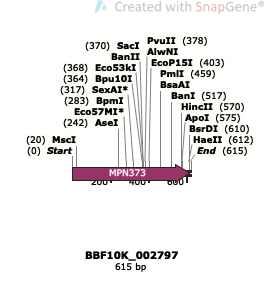 Created with SnapGene®
PvuII (378)
(370) SacI
AlwNI
BanII
EcoP15I (403)
(368) Eco53kI
PmlI (459)
(364) Bpu10I
BsaAI
(317) SexAI*
BanI (517)
(283) BpmI
HincII (570)
Eco57MI*
ApoI (575)
(242) AseI
BsrDI (610)
(20) MscI
HaeII (612)
(0) Start
End (615)
MPN373
200 400 600
BBF10K_002797
615 bp